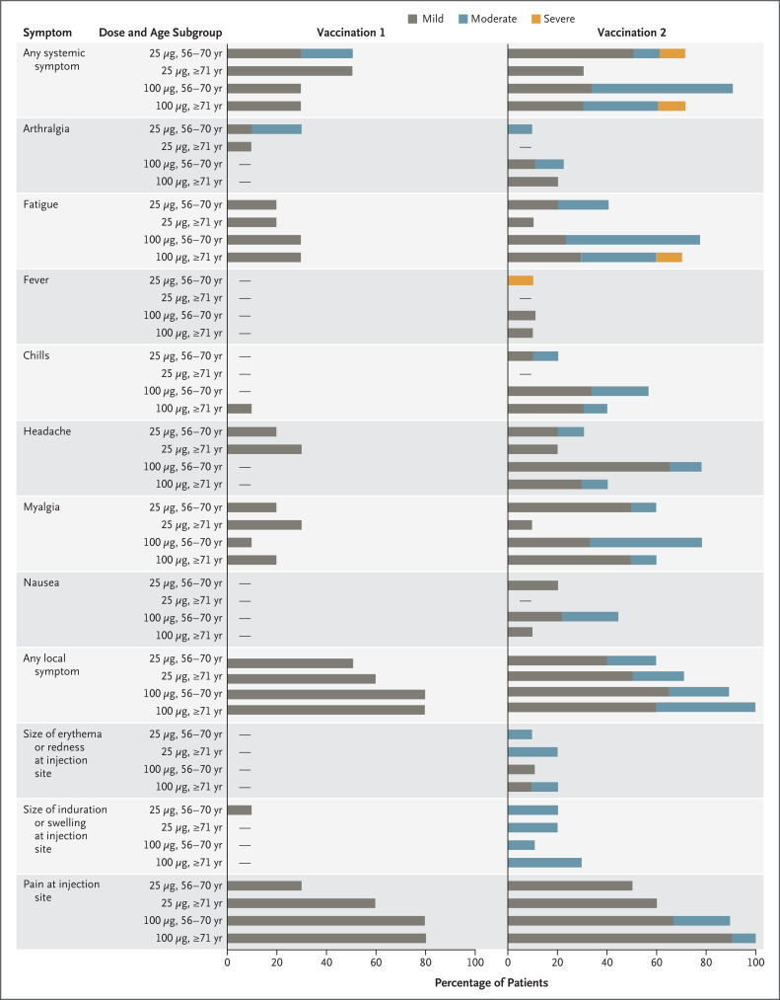 Mild Moderate Severe
Symptom Dose and Age Subgroup Vaccination 1 Vaccination 2
Any systemic
symptom
25 µg, 56–70 yr
25 µg, ≥71 yr
100 µg, 56–70 yr
100 µg, ≥71 yr
Arthralgia 25 µg, 56–70 yr
25 µg, ≥71 yr —
100 µg, 56–70 yr —
100 µg, ≥71 yr —
Fatigue 25 µg, 56–70 yr
25 µg, ≥71 yr
100 µg, 56–70 yr
100 µg, ≥71 yr
Fever 25 µg, 56–70 yr —
25 µg, ≥71 yr — —
100 µg, 56–70 yr —
100 µg, ≥71 yr —
Chills 25 µg, 56–70 yr —
25 µg, ≥71 yr — —
100 µg, 56–70 yr —
100 µg, ≥71 yr
Headache 25 µg, 56–70 yr
25 µg, ≥71 yr
100 µg, 56–70 yr —
100 µg, ≥71 yr —
Myalgia 25 µg, 56–70 yr
25 µg, ≥71 yr
100 µg, 56–70 yr
100 µg, ≥71 yr
Nausea 25 µg, 56–70 yr —
25 µg, ≥71 yr — —
100 µg, 56–70 yr —
100 µg, ≥71 yr —
Any local
symptom
25 µg, 56–70 yr
25 µg, ≥71 yr
100 µg, 56–70 yr
100 µg, ≥71 yr
Size of erythema
or redness
at injection
site
25 µg, 56–70 yr —
25 µg, ≥71 yr —
100 µg, 56–70 yr —
100 µg, ≥71 yr —
Size of induration
or swelling
at injection
site
25 µg, 56–70 yr
25 µg, ≥71 yr —
100 µg, 56–70 yr —
100 µg, ≥71 yr —
Pain at injection
site
25 µg, 56–70 yr
25 µg, ≥71 yr
100 µg, 56–70 yr
100 µg, ≥71 yr
0 20 40 60 80 100 0 20 40 60 80 100
Percentage of Patients